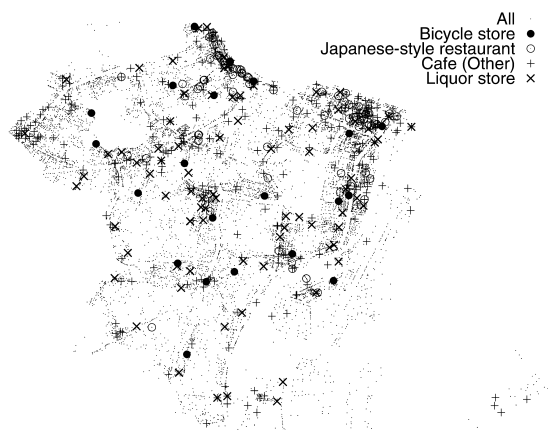 All
Bicycle store
Japanese-style restaurant
Cafe (Other)
Liquor store